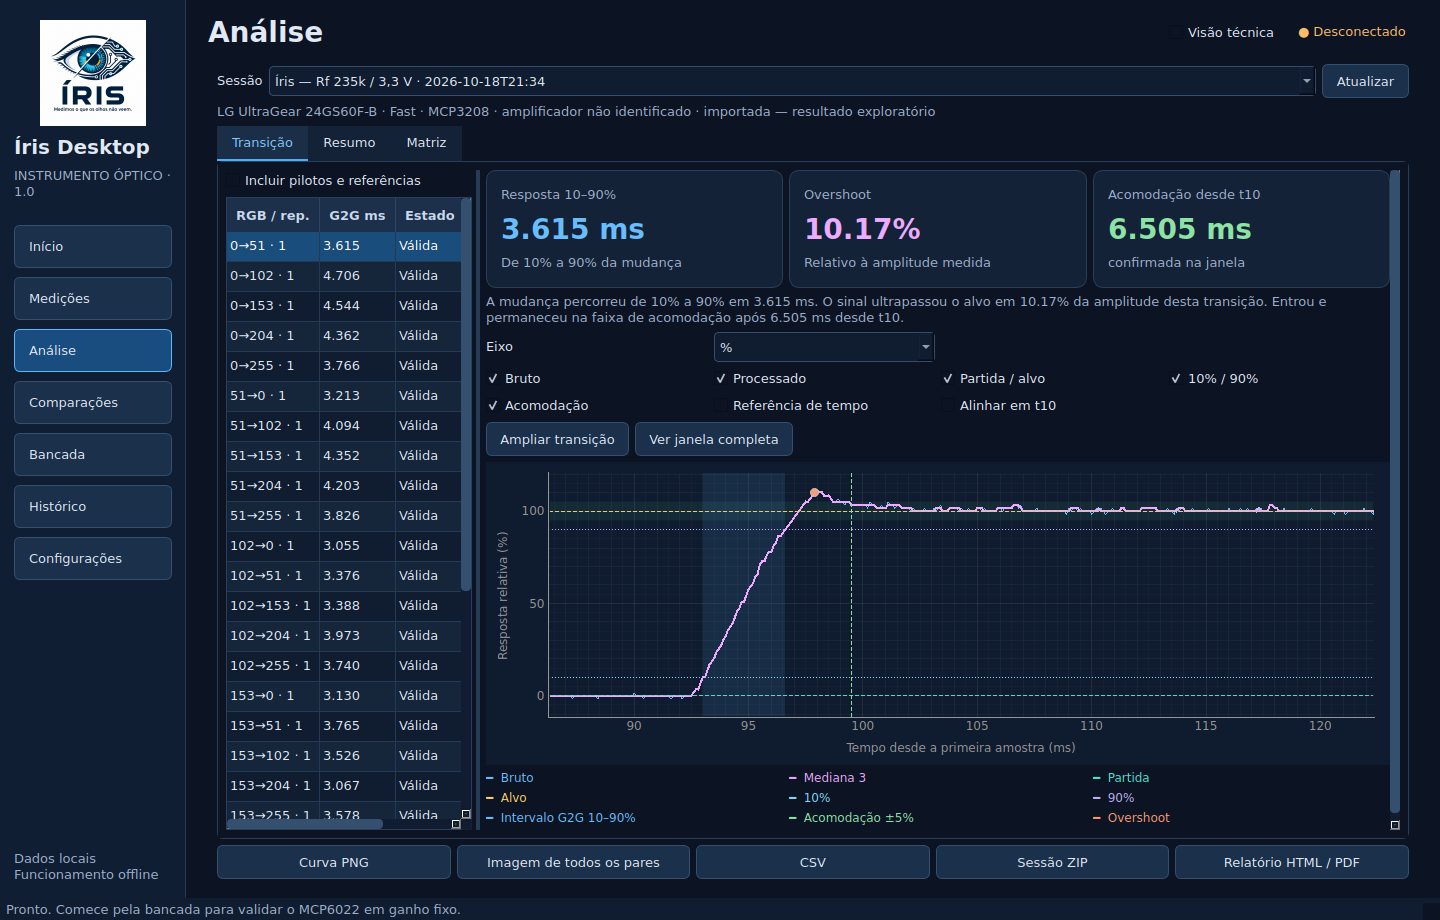 ÍRIS
Medimos o que os olhos não veem.
Íris Desktop
INSTRUMENTO ÓPTICO ·
1.0
Início
Medições
Análise
Comparações
Bancada
Histórico
Configurações
Dados locais
Funcionamento offline
Análise
Visão técnica
Desconectado
Sessão
Íris — Rf 235k / 3,3 V · 2026-10-18T21:34
Atualizar
LG UltraGear 24GS60F-B · Fast · MCP3208 · amplificador não identificado · importada — resultado exploratório
Transição Resumo Matriz
Incluir pilotos e referências
RGB / rep. G2G ms Estado
0→51 · 1 3.615 Válida
0→102 · 1 4.706 Válida
0→153 · 1 4.544 Válida
0→204 · 1 4.362 Válida
0→255 · 1 3.766 Válida
51→0 · 1 3.213 Válida
51→102 · 1 4.094 Válida
51→153 · 1 4.352 Válida
51→204 · 1 4.203 Válida
51→255 · 1 3.826 Válida
102→0 · 1 3.055 Válida
102→51 · 1 3.376 Válida
102→153 · 1 3.388 Válida
102→204 · 1 3.973 Válida
102→255 · 1 3.740 Válida
153→0 · 1 3.130 Válida
153→51 · 1 3.765 Válida
153→102 · 1 3.526 Válida
153→204 · 1 3.067 Válida
153→255 · 1 3.578 Válida
Resposta 10–90%
3.615 ms
De 10% a 90% da mudança
Overshoot
10.17%
Relativo à amplitude medida
Acomodação desde t10
6.505 ms
confirmada na janela
A mudança percorreu de 10% a 90% em 3.615 ms. O sinal ultrapassou o alvo em 10.17% da amplitude desta transição. Entrou e
permaneceu na faixa de acomodação após 6.505 ms desde t10.
Eixo
%
✓ Bruto ✓ Processado ✓ Partida / alvo ✓ 10% / 90%
✓ Acomodação Referência de tempo Alinhar em t10
Ampliar transição Ver janela completa
Resposta relativa (%)
100
50
0
90 95 100 105 110 115 120
Tempo desde a primeira amostra (ms)
Bruto Mediana 3 Partida
Alvo 10% 90%
Intervalo G2G 10–90% Acomodação ±5% Overshoot
Curva PNG Imagem de todos os pares CSV Sessão ZIP Relatório HTML / PDF
Pronto. Comece pela bancada para validar o MCP6022 em ganho fixo.